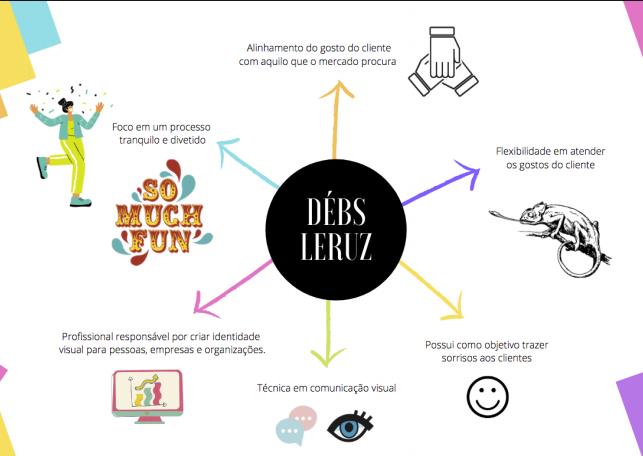 Alinhamento do gosto do cliente
com aquilo que o mercado procura
Foco em um processo
tranquilo e divertido
Flexibilidade em atender
os gostos do cliente
SO
MUCH
FUN
DÉBS
LERUZ
Profissional responsável por criar identidade
visual para pessoas, empresas e organizações.
Possui como objetivo trazer
sorrisos aos clientes
Técnica em comunicação visual